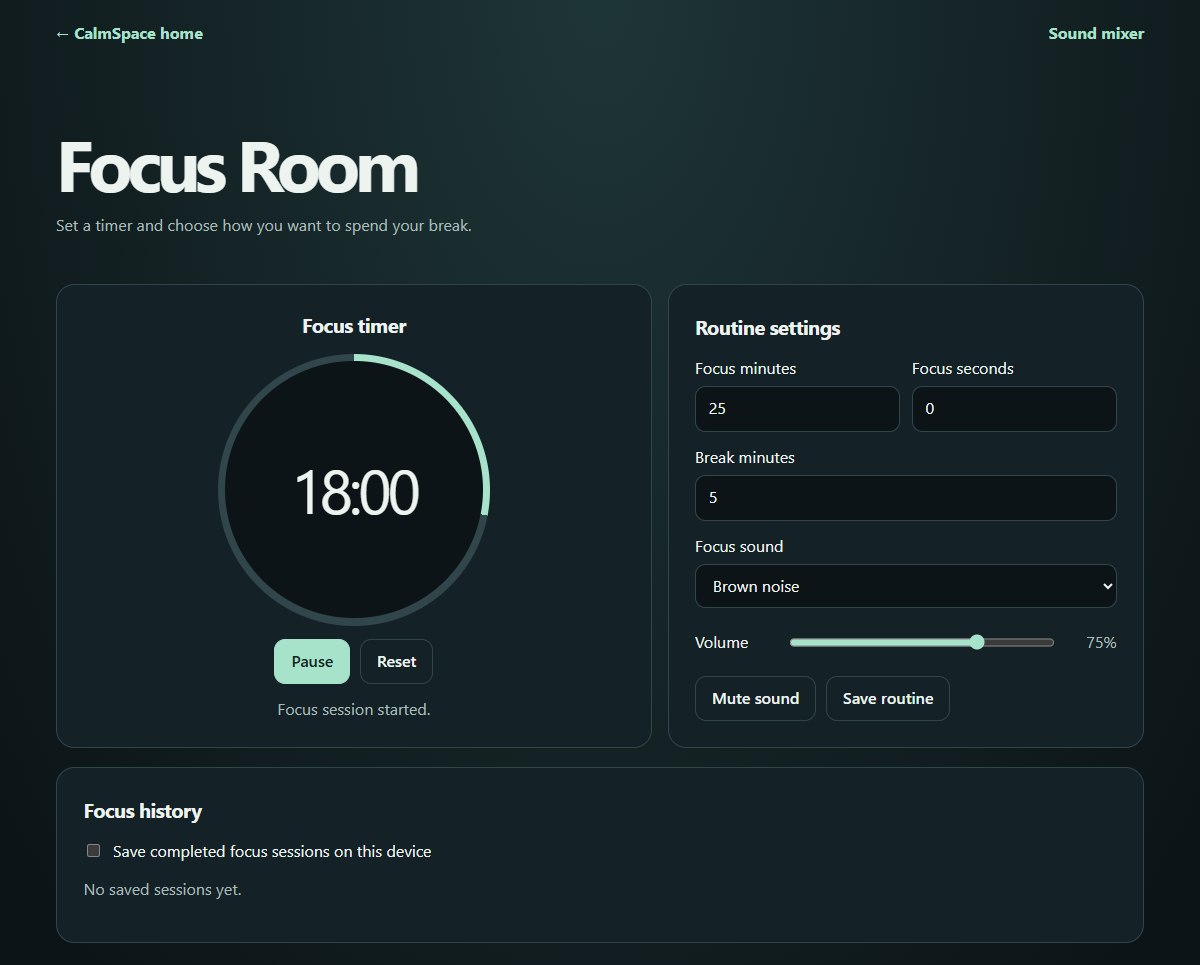 ← CalmSpace home
Sound mixer
Focus Room
Set a timer and choose how you want to spend your break.
Focus timer
18:00
Pause
Reset
Focus session started.
Routine settings
Focus minutes
Focus seconds
25
0
Break minutes
5
Focus sound
Brown noise
Volume
75%
Mute sound
Save routine
Focus history
Save completed focus sessions on this device
No saved sessions yet.